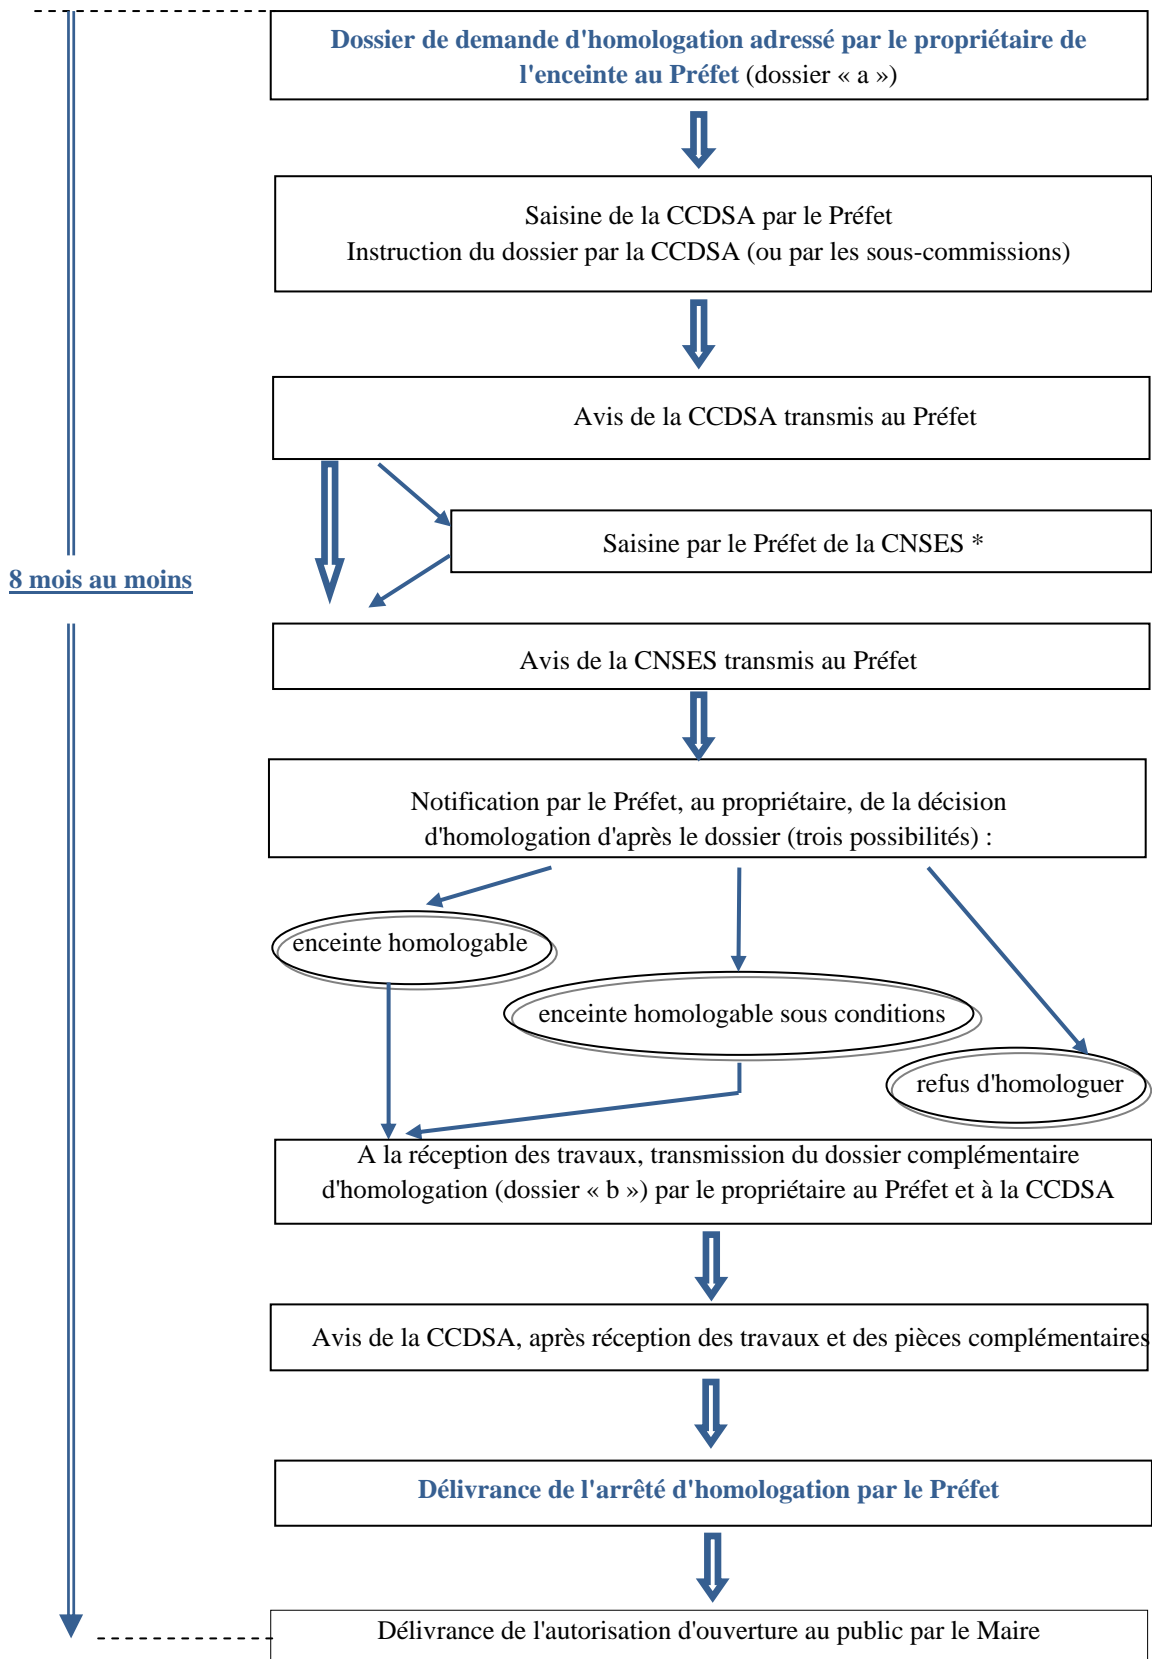 Dossier de demande d'homologation adressé par le propriétaire de
l'enceinte au Préfet (dossier « a »)
Saisine de la CCDSA par le Préfet
Instruction du dossier par la CCDSA (ou par les sous-commissions)
Avis de la CCDSA transmis au Préfet
Saisine par le Préfet de la CNSES *
8 mois au moins
Avis de la CNSES transmis au Préfet
Notification par le Préfet, au propriétaire, de la décision
d'homologation d'après le dossier (trois possibilités) :
enceinte homologable
enceinte homologable sous conditions
refus d'homologuer
A la réception des travaux, transmission du dossier complémentaire
d'homologation (dossier « b ») par le propriétaire au Préfet et à la CCDSA
Avis de la CCDSA, après réception des travaux et des pièces complémentaires
Délivrance de l'arrêté d'homologation par le Préfet
Délivrance de l'autorisation d'ouverture au public par le Maire